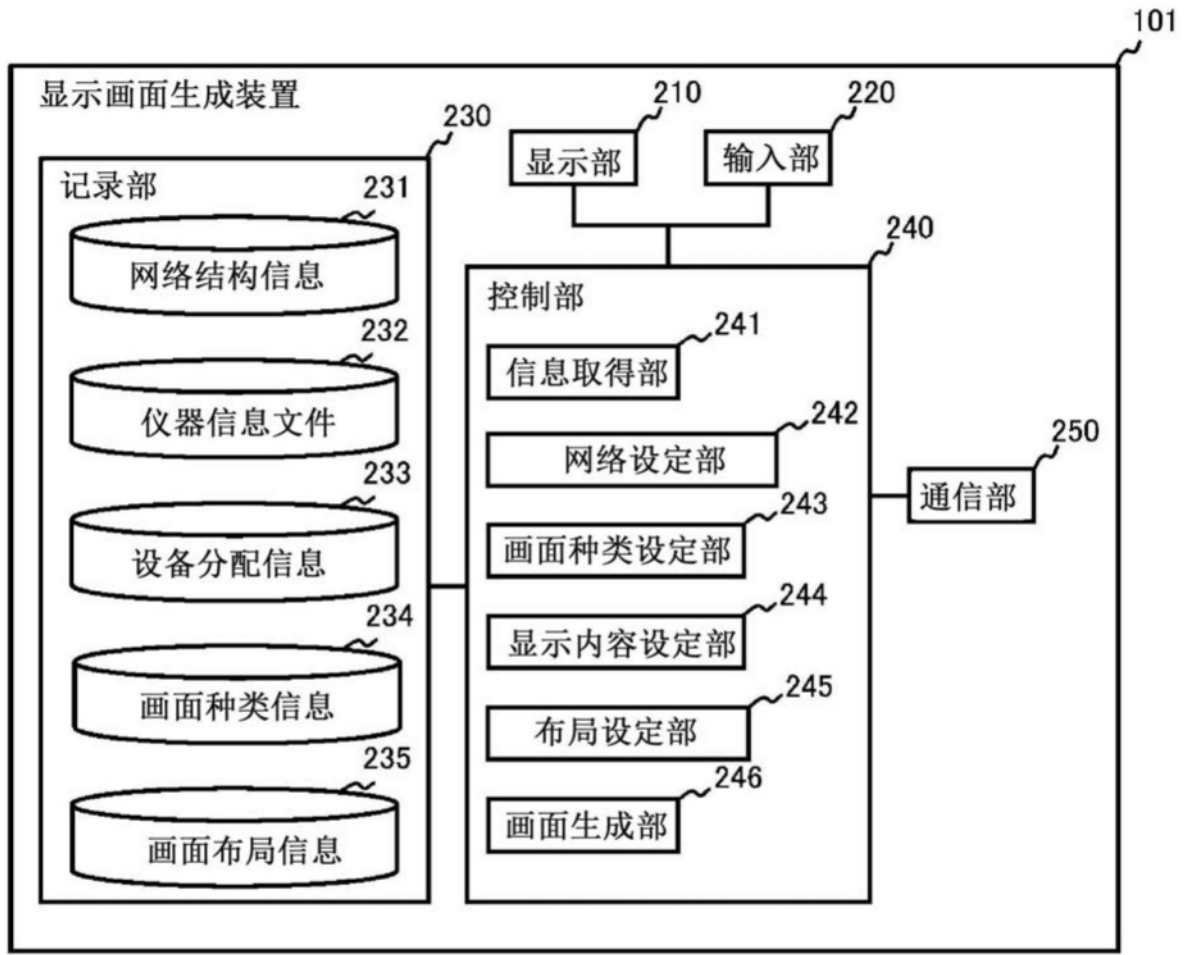 101
显示画面生成装置
210
220
230
显示部
输入部
记录部
231
网络结构信息
232
仪器信息文件
233
设备分配信息
234
画面种类信息
235
画面布局信息
240
控制部
241
信息取得部
242
网络设定部
243
画面种类设定部
244
显示内容设定部
245
布局设定部
246
画面生成部
250
通信部